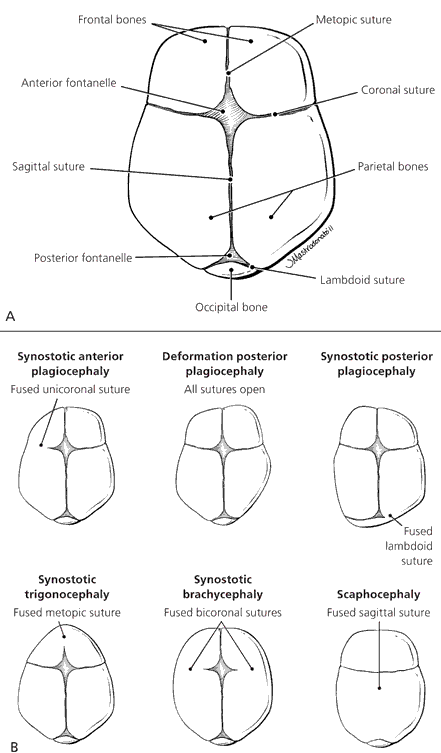 Frontal bones
Metopic suture
Anterior fontanelle
Coronal suture
Sagittal suture
Parietal bones
Posterior fontanelle
Lambdoid suture
Occipital bone
A
Synostotic anterior
plagiocephaly
Fused unicoronal suture
Deformation posterior
plagiocephaly
All sutures open
Synostotic posterior
plagiocephaly
Fused
lambdoid
suture
Synostotic
trigonocephaly
Fused metopic suture
Synostotic
brachycephaly
Fused bicoronal sutures
Scaphocephaly
Fused sagittal suture
B